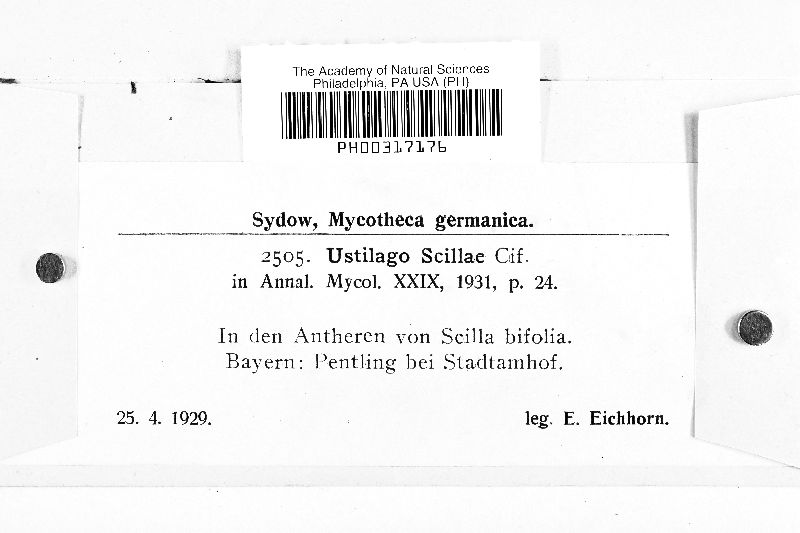 The Academy of Natural Sciences
Philadelphia, PA USA (PH)
PH00317176
Sydow, Mycotheca germanica.
2505. Ustilago Scillae Cif.
in Annal. Mycol. XXIX, 1931, p. 24.
In den Antheren von Scilla bifolia.
Bayern: Pentling bei Stadtamhof.
25. 4. 1929. leg. E. Eichhorn.